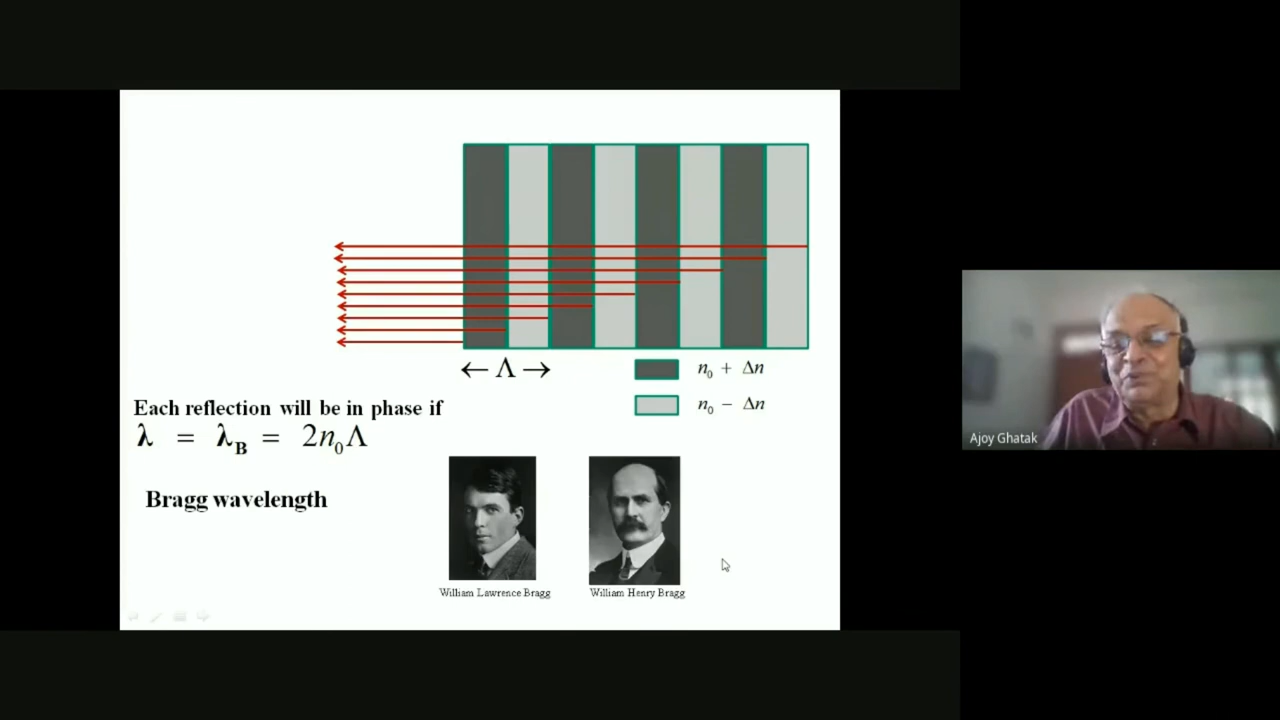 ← Λ →
n₀ + Δn
n₀ − Δn
Each reflection will be in phase if
λ = λ_B = 2n₀Λ
Bragg wavelength
William Lawrence Bragg
William Henry Bragg
Ajoy Ghatak